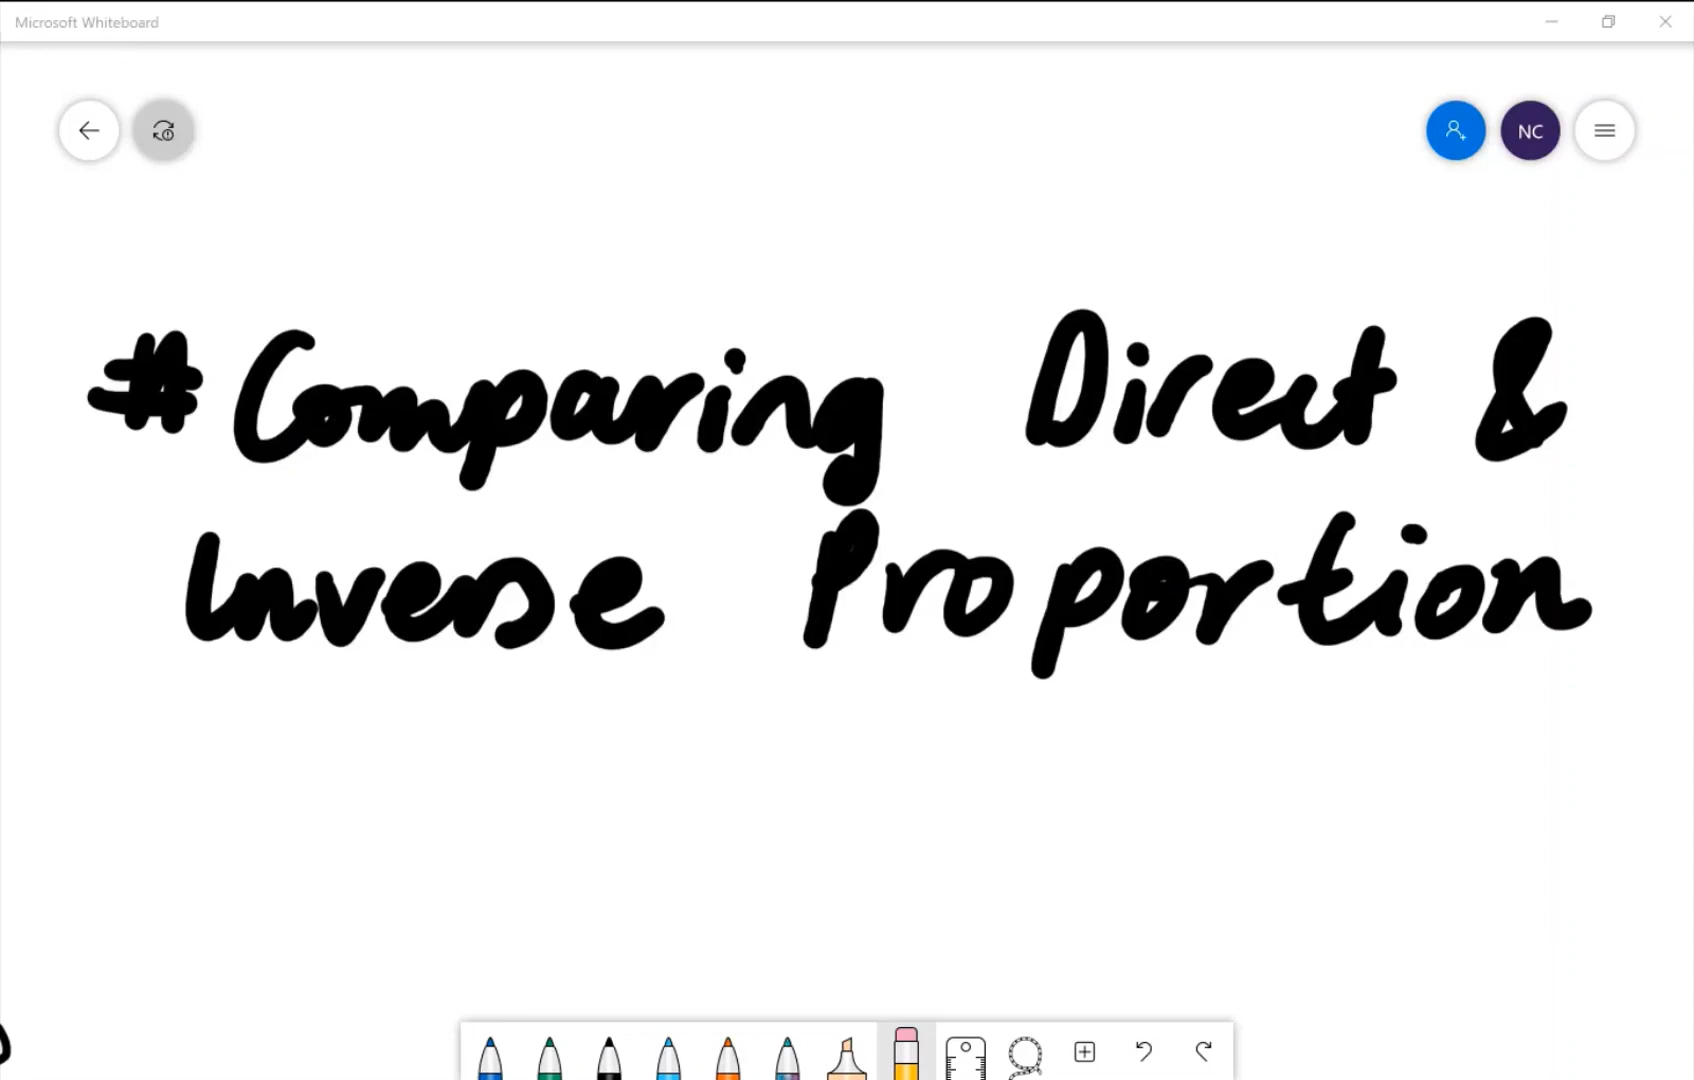 Microsoft Whiteboard
NC
#Comparing Direct &
Inverse Proportion